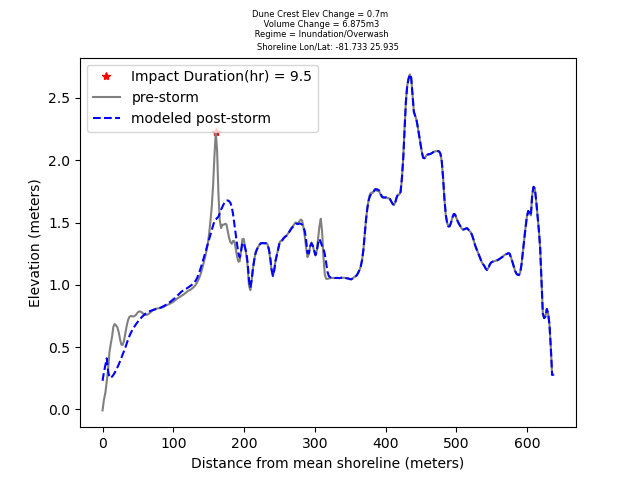 Dune Crest Elev Change = 0.7m
Volume Change = 6.875m3
Regime = Inundation/Overwash
Shoreline Lon/Lat: -81.733 25.935
Impact Duration(hr) = 9.5
pre-storm
modeled post-storm
2.5
2.0
1.5
1.0
0.5
0.0
Elevation (meters)
0 100 200 300 400 500 600
Distance from mean shoreline (meters)